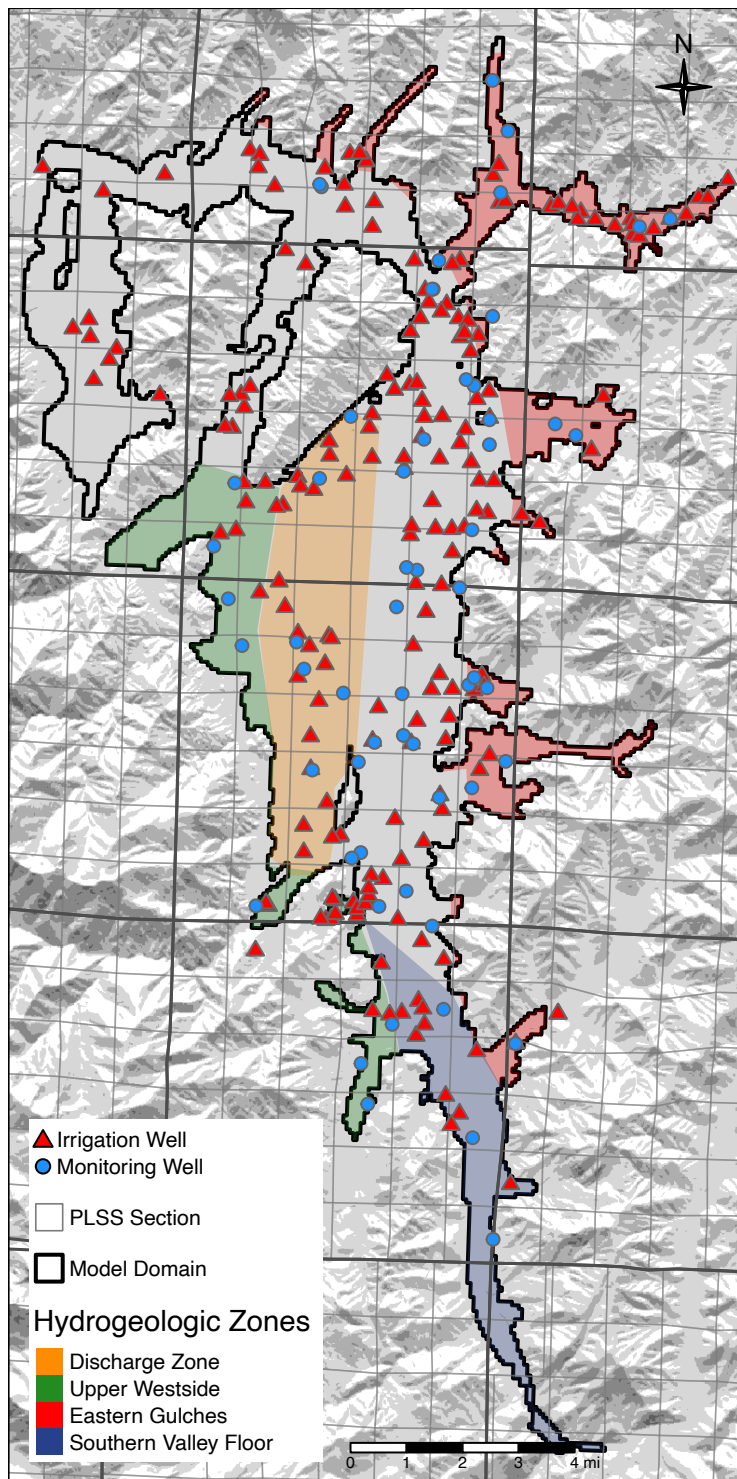 N
Irrigation Well
Monitoring Well
PLSS Section
Model Domain
Hydrogeologic Zones
Discharge Zone
Upper Westside
Eastern Gulches
Southern Valley Floor
0 1 2 3 4 mi